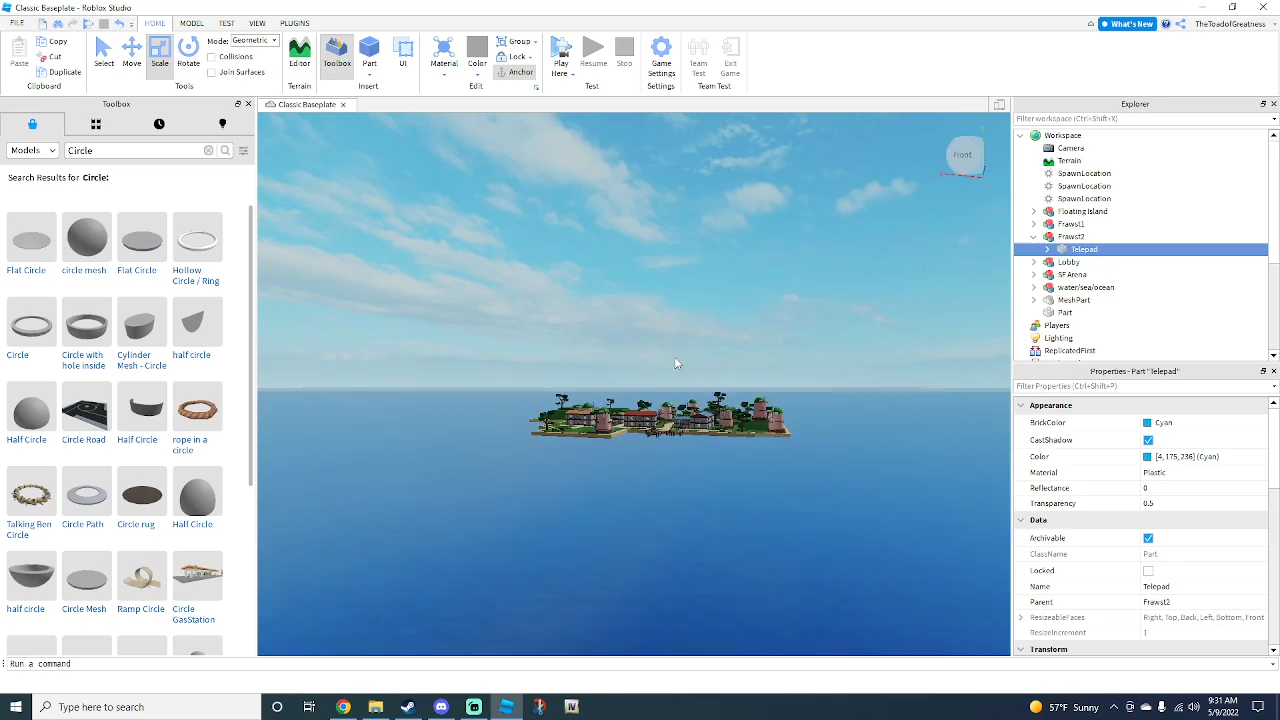 Classic Baseplate - Roblox Studio
FILE HOME MODEL TEST VIEW PLUGINS What's New TheToadofGreatness
Paste Copy Cut Duplicate Select Move Scale Rotate Mode: Geometric Collisions Join Surfaces Editor Toolbox Part UI Material Color Group Lock Anchor Play Here Resume Stop Game Settings Team Test Exit Game
Clipboard Tools Terrain Insert Edit Test Settings Team Test
Toolbox
Models Circle
Search Results for Circle:
Flat Circle
circle mesh
Flat Circle
Hollow Circle / Ring
Circle
Circle with hole inside
Cylinder Mesh - Circle
half circle
Half Circle
Circle Road
Half Circle
rope in a circle
Talking Ben Circle
Circle Path
Circle rug
Half Circle
half circle
Circle Mesh
Ramp Circle
Circle GasStation
Classic Baseplate
Front
Explorer
Filter workspace (Ctrl+Shift+X)
Workspace
Camera
Terrain
SpawnLocation
SpawnLocation
SpawnLocation
Floating Island
Frawst1
Frawst2
Telepad
Lobby
SF Arena
water/sea/ocean
MeshPart
Part
Players
Lighting
ReplicatedFirst
Properties - Part "Telepad"
Filter Properties (Ctrl+Shift+P)
Appearance
BrickColor Cyan
CastShadow
Color [4, 175, 236] (Cyan)
Material Plastic
Reflectance 0
Transparency 0.5
Data
Archivable
ClassName Part
Locked
Name Telepad
Parent Frawst2
ResizeableFaces Right, Top, Back, Left, Bottom, Front
ResizeIncrement 1
Transform
Run a command
Type here to search
57°F Sunny
9:31 AM
5/9/2022